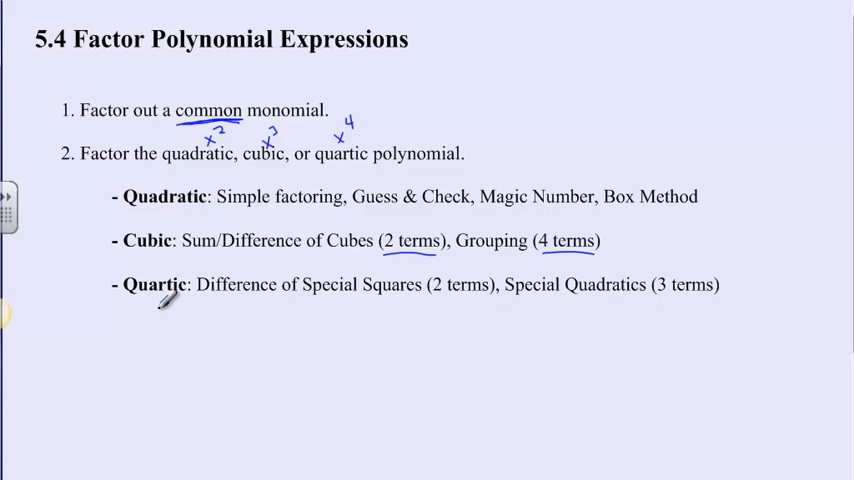 5.4 Factor Polynomial Expressions
1. Factor out a common monomial.
x² x³ x⁴
2. Factor the quadratic, cubic, or quartic polynomial.
- Quadratic: Simple factoring, Guess & Check, Magic Number, Box Method
- Cubic: Sum/Difference of Cubes (2 terms), Grouping (4 terms)
- Quartic: Difference of Special Squares (2 terms), Special Quadratics (3 terms)